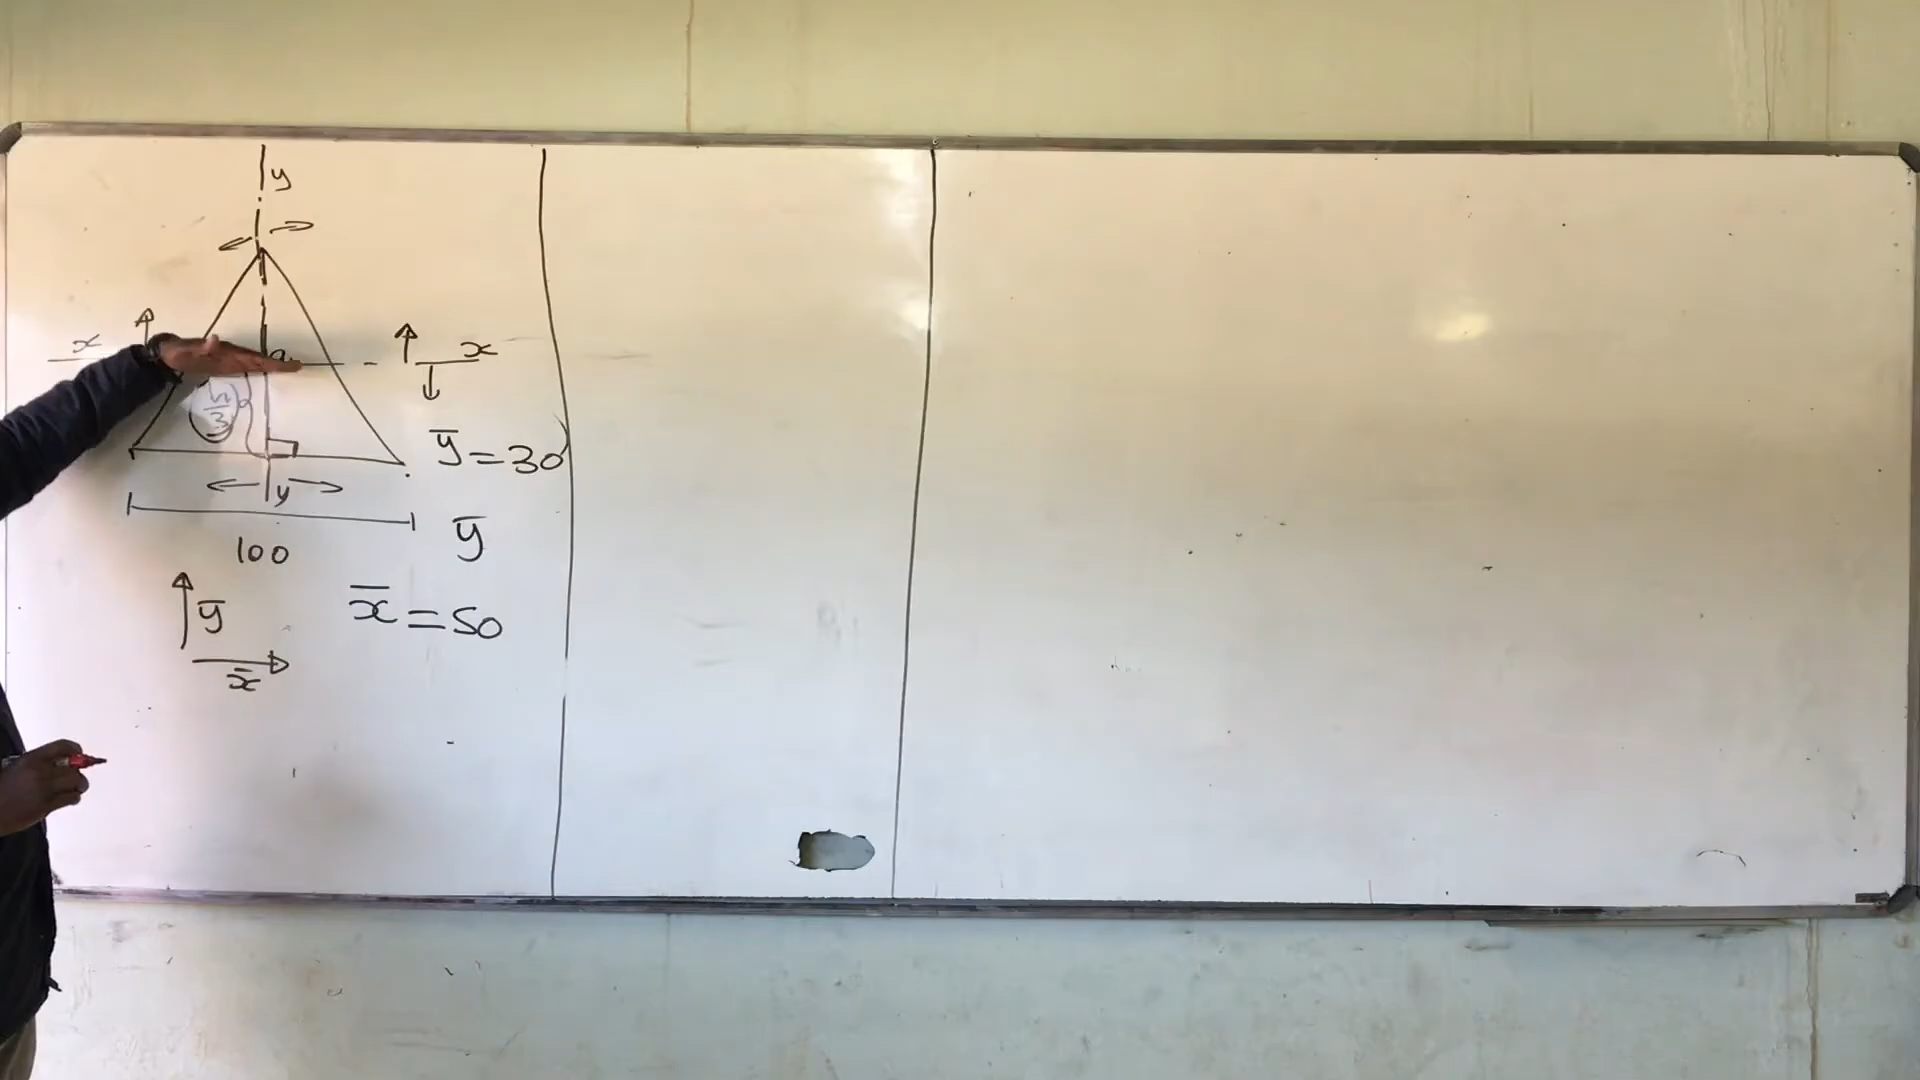 y
x
x
h/3
ȳ = 30
y
100
ȳ
ȳ
x̄ = 50
x̄